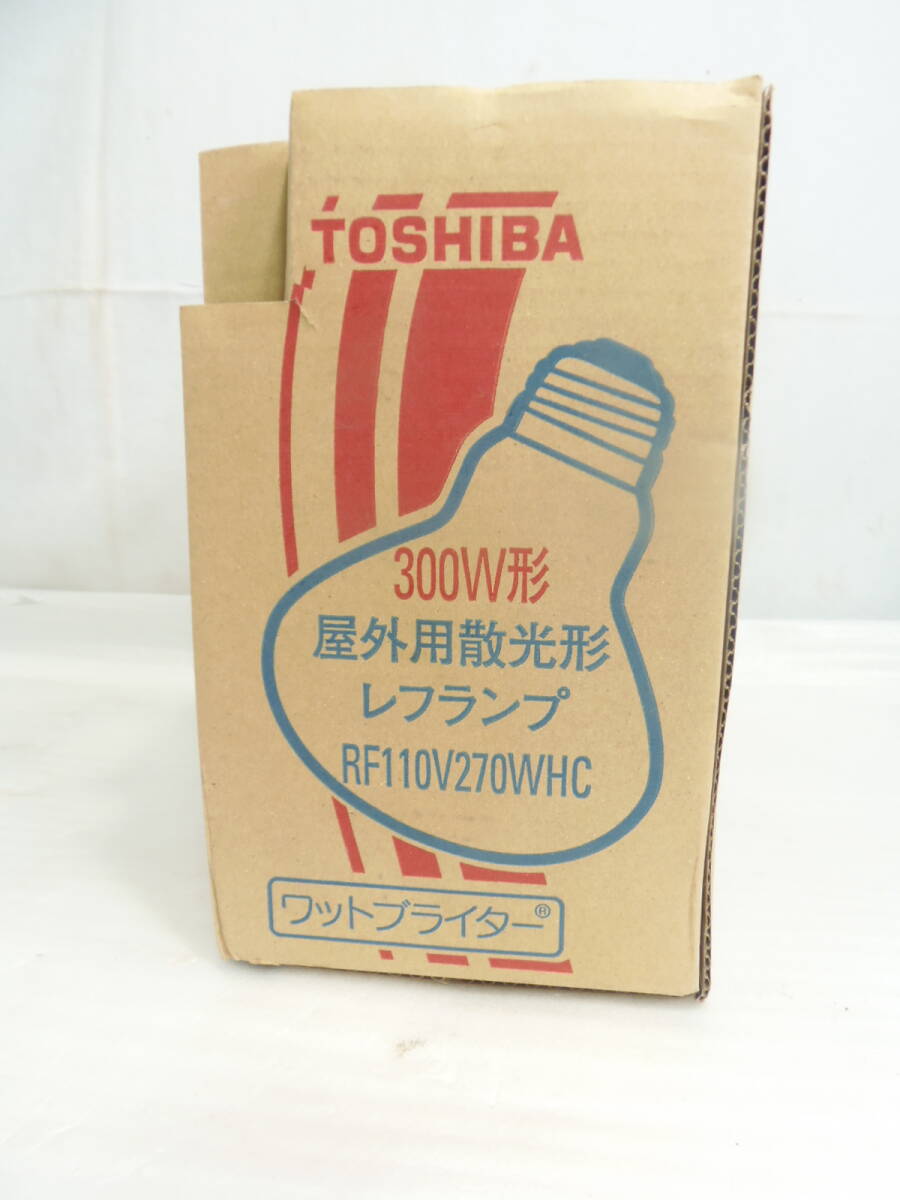 TOSHIBA
300W形
屋外用散光形
レフランプ
RF110V270WHC
ワットブライター®